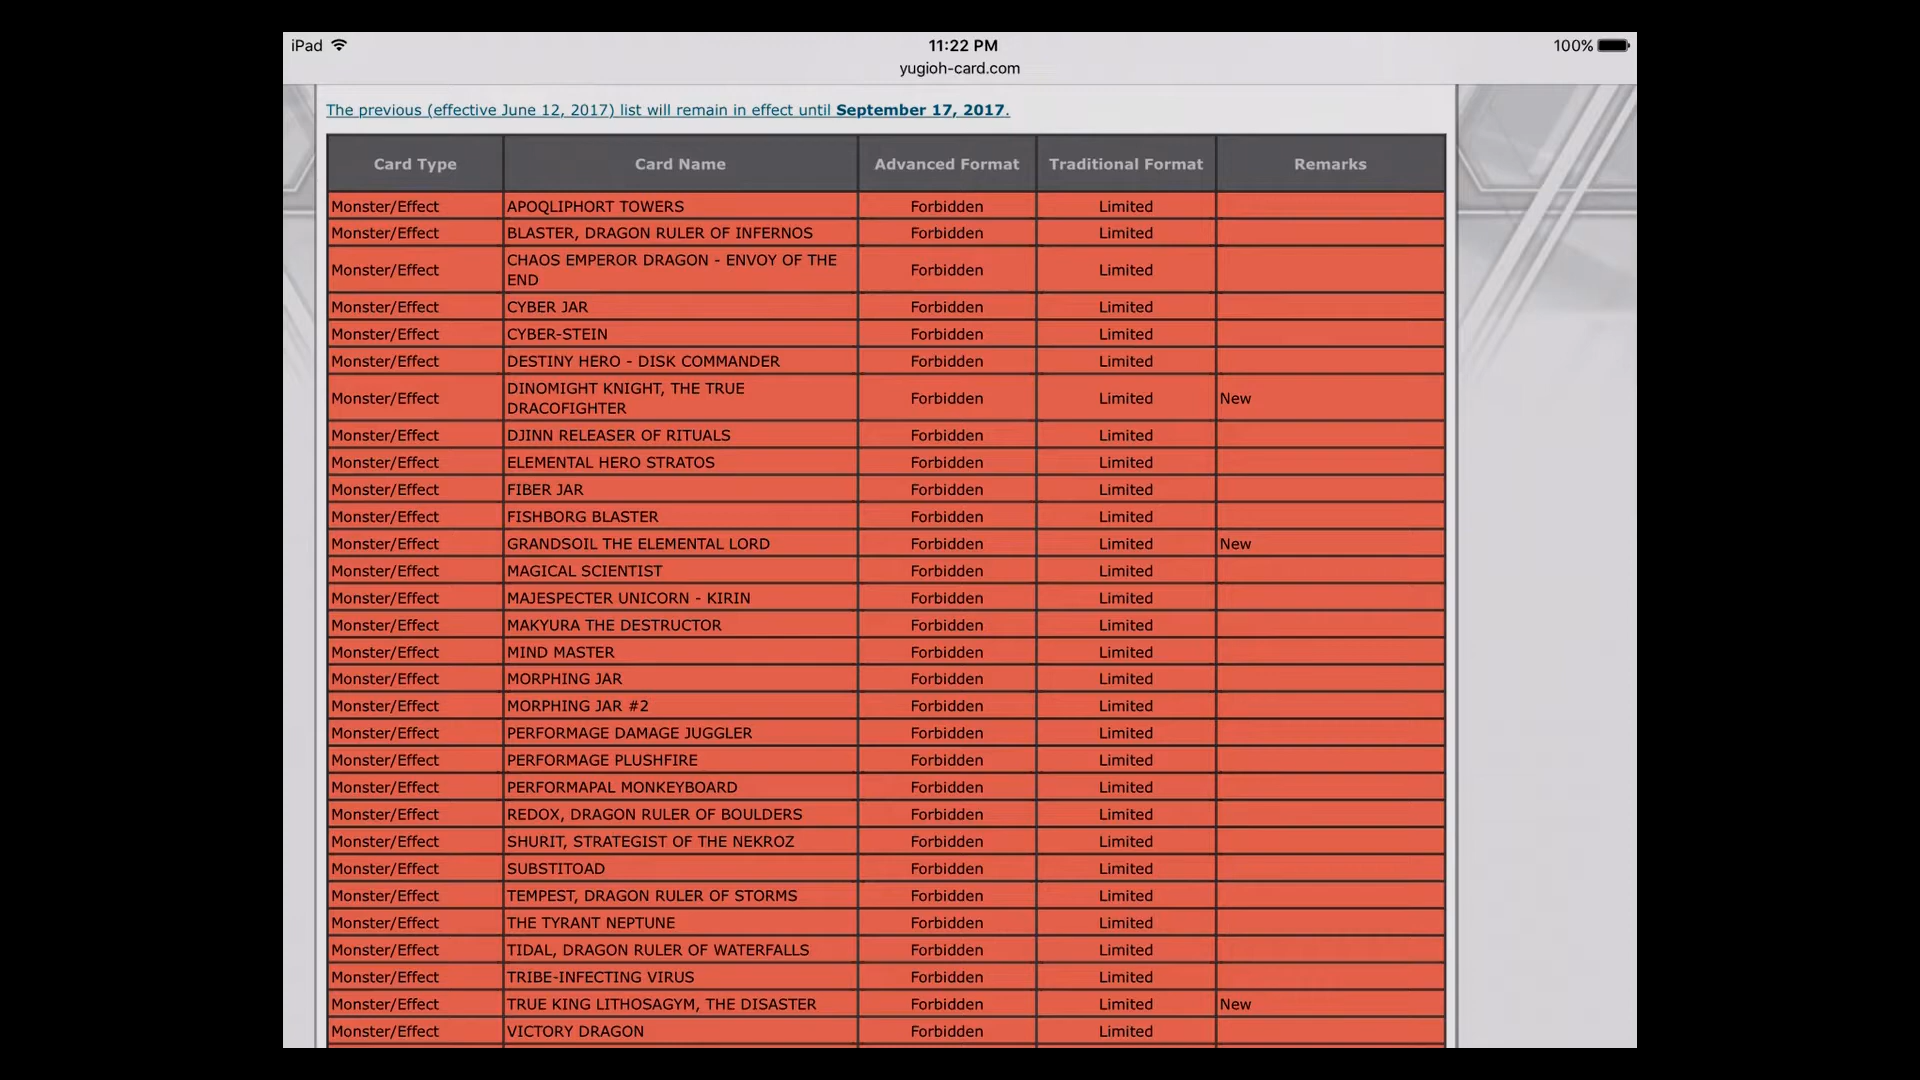 iPad
11:22 PM
100%
yugioh-card.com
The previous (effective June 12, 2017) list will remain in effect until September 17, 2017.
Card Type Card Name Advanced Format Traditional Format Remarks
Monster/Effect APOQLIPHORT TOWERS Forbidden Limited
Monster/Effect BLASTER, DRAGON RULER OF INFERNOS Forbidden Limited
Monster/Effect CHAOS EMPEROR DRAGON - ENVOY OF THE
END Forbidden Limited
Monster/Effect CYBER JAR Forbidden Limited
Monster/Effect CYBER-STEIN Forbidden Limited
Monster/Effect DESTINY HERO - DISK COMMANDER Forbidden Limited
Monster/Effect DINOMIGHT KNIGHT, THE TRUE
DRACOFIGHTER Forbidden Limited New
Monster/Effect DJINN RELEASER OF RITUALS Forbidden Limited
Monster/Effect ELEMENTAL HERO STRATOS Forbidden Limited
Monster/Effect FIBER JAR Forbidden Limited
Monster/Effect FISHBORG BLASTER Forbidden Limited
Monster/Effect GRANDSOIL THE ELEMENTAL LORD Forbidden Limited New
Monster/Effect MAGICAL SCIENTIST Forbidden Limited
Monster/Effect MAJESPECTER UNICORN - KIRIN Forbidden Limited
Monster/Effect MAKYURA THE DESTRUCTOR Forbidden Limited
Monster/Effect MIND MASTER Forbidden Limited
Monster/Effect MORPHING JAR Forbidden Limited
Monster/Effect MORPHING JAR #2 Forbidden Limited
Monster/Effect PERFORMAGE DAMAGE JUGGLER Forbidden Limited
Monster/Effect PERFORMAGE PLUSHFIRE Forbidden Limited
Monster/Effect PERFORMAPAL MONKEYBOARD Forbidden Limited
Monster/Effect REDOX, DRAGON RULER OF BOULDERS Forbidden Limited
Monster/Effect SHURIT, STRATEGIST OF THE NEKROZ Forbidden Limited
Monster/Effect SUBSTITOAD Forbidden Limited
Monster/Effect TEMPEST, DRAGON RULER OF STORMS Forbidden Limited
Monster/Effect THE TYRANT NEPTUNE Forbidden Limited
Monster/Effect TIDAL, DRAGON RULER OF WATERFALLS Forbidden Limited
Monster/Effect TRIBE-INFECTING VIRUS Forbidden Limited
Monster/Effect TRUE KING LITHOSAGYM, THE DISASTER Forbidden Limited New
Monster/Effect VICTORY DRAGON Forbidden Limited